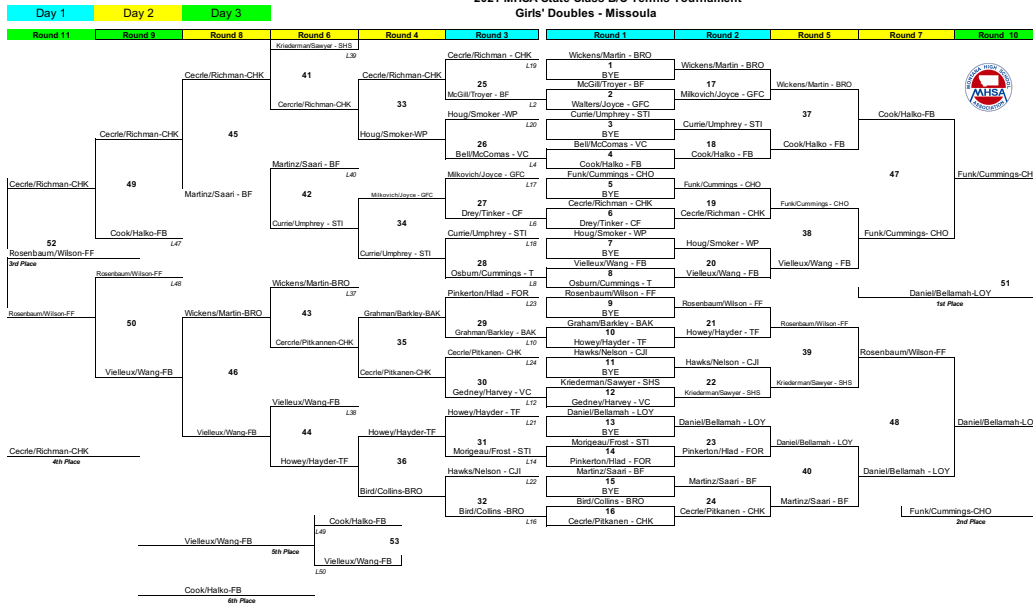 2021 MHSA State Class B/C Tennis Tournament
Girls' Doubles - Missoula
Day 1
Day 2
Day 3
Round 11
Round 9
Round 8
Round 6
Round 4
Round 3
Round 1
Round 2
Round 5
Round 7
Round 10
MONTANA HIGH SCHOOL
MHSA
ASSOCIATION
Cecrle/Richman-CHK
52
Rosenbaum/Wilson-FF
3rd Place
Rosenbaum/Wilson-FF
Cecrle/Richman-CHK
4th Place
Cecrle/Richman-CHK
49
Cook/Halko-FB
L47
Rosenbaum/Wilson-FF
L48
50
Vielleux/Wang-FB
Cecrle/Richman-CHK
45
Martinz/Saari - BF
Wickens/Martin-BRO
46
Vielleux/Wang-FB
Kriederman/Sawyer - SHS
L39
41
Cercrle/Richman-CHK
Martinz/Saari - BF
L40
42
Currie/Umphrey - STI
Wickens/Martin-BRO
L37
43
Cercrle/Pitkannen-CHK
Vielleux/Wang-FB
L38
44
Howey/Hayder-TF
Cecrle/Richman-CHK
33
Houg/Smoker-WP
Milkovich/Joyce - GFC
34
Currie/Umphrey - STI
Grahman/Barkley-BAK
35
Cecrle/Pitkanen-CHK
Howey/Hayder-TF
36
Bird/Collins-BRO
Cecrle/Richman - CHK
L19
25
McGill/Troyer - BF
L2
Houg/Smoker -WP
L20
26
Bell/McComas - VC
L4
Milkovich/Joyce - GFC
L17
27
Drey/Tinker - CF
L6
Currie/Umphrey - STI
L18
28
Osburn/Cummings - T
L8
Pinkerton/Hlad - FOR
L23
29
Grahman/Barkley - BAK
L10
Cecrle/Pitkanen- CHK
L24
30
Gedney/Harvey - VC
L12
Howey/Hayder - TF
L21
31
Morigeau/Frost - STI
L14
Hawks/Nelson - CJI
L22
32
Bird/Collins -BRO
L16
Wickens/Martin - BRO
1
BYE
McGill/Troyer - BF
2
Walters/Joyce - GFC
Currie/Umphrey - STI
3
BYE
Bell/McComas - VC
4
Cook/Halko - FB
Funk/Cummings - CHO
5
BYE
Cecrle/Richman - CHK
6
Drey/Tinker - CF
Houg/Smoker - WP
7
BYE
Vielleux/Wang - FB
8
Osburn/Cummings - T
Rosenbaum/Wilson - FF
9
BYE
Graham/Barkley - BAK
10
Howey/Hayder - TF
Hawks/Nelson - CJI
11
BYE
Kriederman/Sawyer - SHS
12
Gedney/Harvey - VC
Daniel/Bellamah - LOY
13
BYE
Morigeau/Frost - STI
14
Pinkerton/Hlad - FOR
Martinz/Saari - BF
15
BYE
Bird/Collins - BRO
16
Cecrle/Pitkanen - CHK
Wickens/Martin - BRO
17
Milkovich/Joyce - GFC
Currie/Umphrey - STI
18
Cook/Halko - FB
Funk/Cummings - CHO
19
Cecrle/Richman - CHK
Houg/Smoker - WP
20
Vielleux/Wang - FB
Rosenbaum/Wilson - FF
21
Howey/Hayder - TF
Hawks/Nelson - CJI
22
Kriederman/Sawyer - SHS
Daniel/Bellamah - LOY
23
Pinkerton/Hlad - FOR
Martinz/Saari - BF
24
Cecrle/Pitkanen - CHK
Wickens/Martin - BRO
37
Cook/Halko - FB
Funk/Cummings - CHO
38
Vielleux/Wang - FB
Rosenbaum/Wilson - FF
39
Kriederman/Sawyer - SHS
Daniel/Bellamah - LOY
40
Martinz/Saari - BF
Cook/Halko-FB
47
Funk/Cummings- CHO
Rosenbaum/Wilson-FF
48
Daniel/Bellamah - LOY
Funk/Cummings-CH
51
Daniel/Bellamah-LOY
1st Place
Daniel/Bellamah-LO
Funk/Cummings-CHO
2nd Place
Cook/Halko-FB
L49
53
Vielleux/Wang-FB
L50
Vielleux/Wang-FB
5th Place
Cook/Halko-FB
6th Place